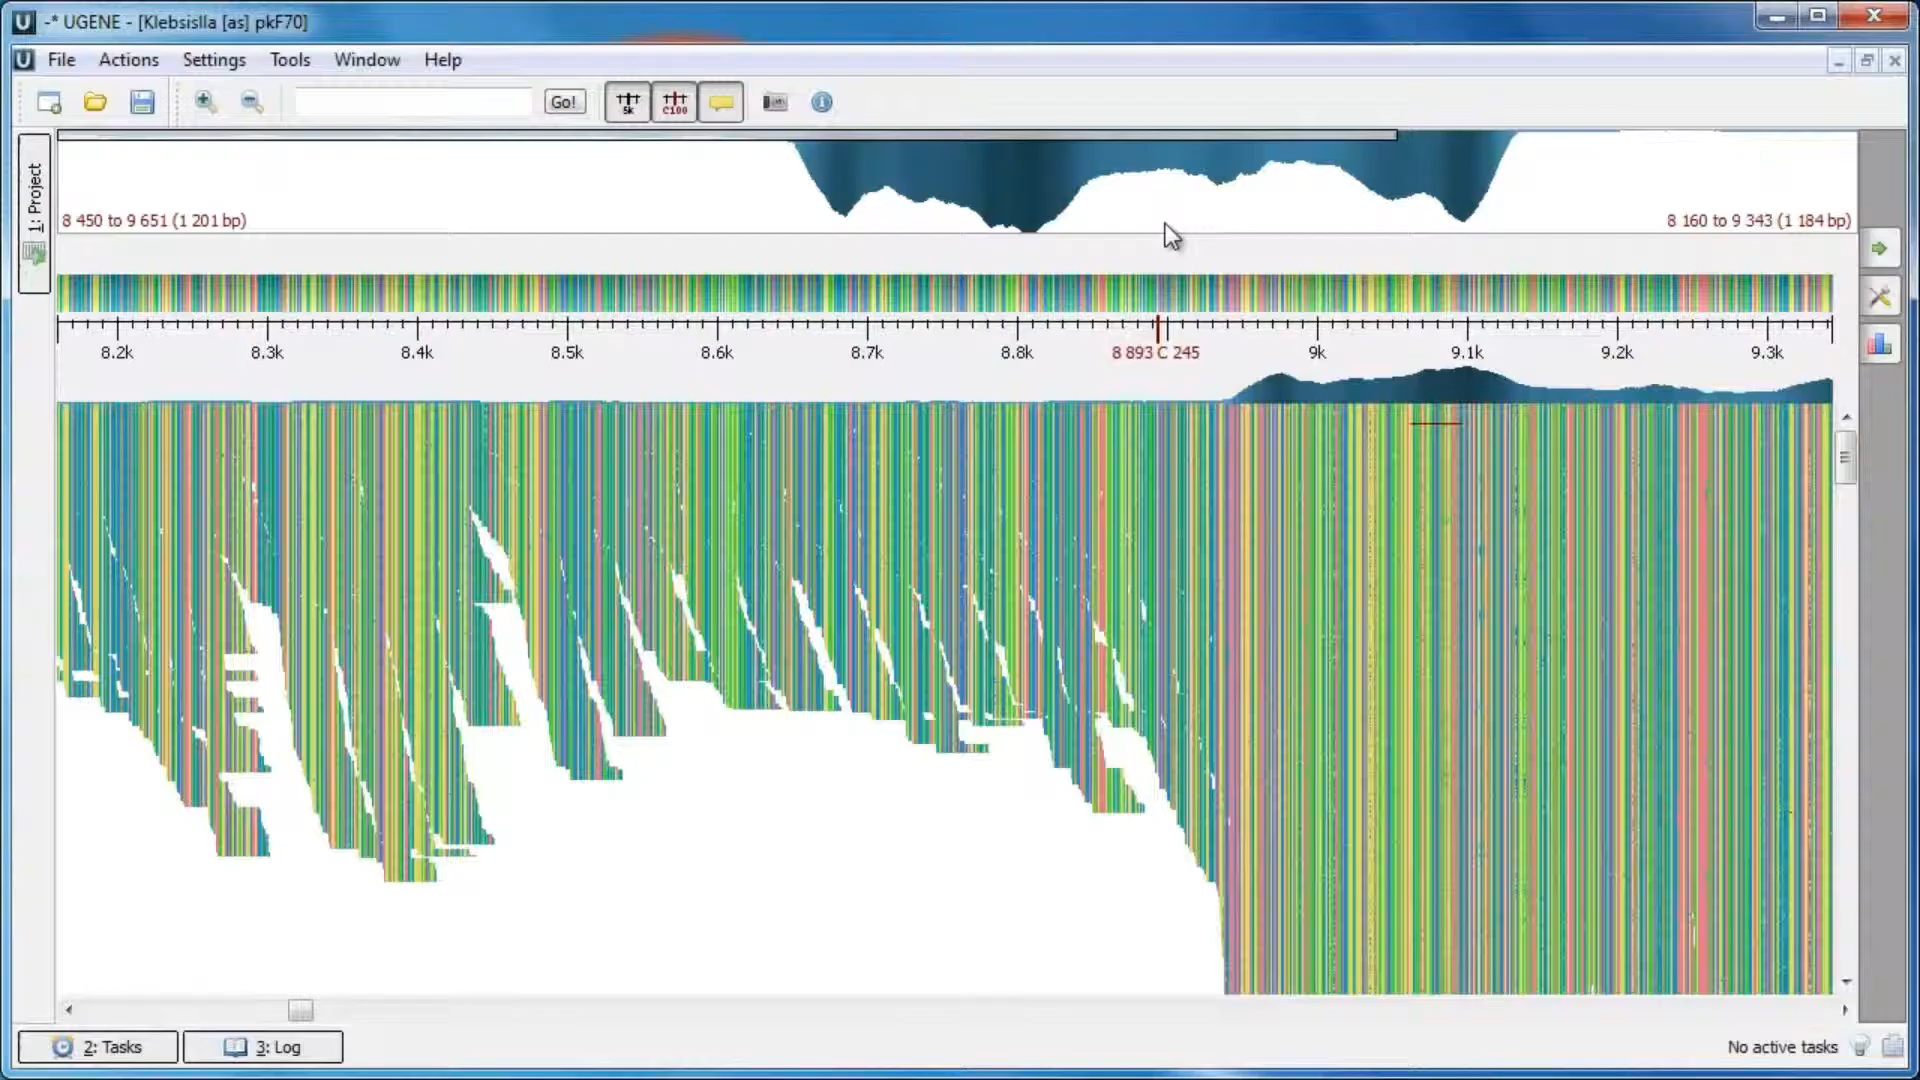 -* UGENE - [Klebsislla [as] pkF70]
File Actions Settings Tools Window Help
Go! 5k C100
1: Project
8 450 to 9 651 (1 201 bp) 8 160 to 9 343 (1 184 bp)
8.2k 8.3k 8.4k 8.5k 8.6k 8.7k 8.8k 8 893 C 245 9k 9.1k 9.2k 9.3k
2: Tasks 3: Log No active tasks